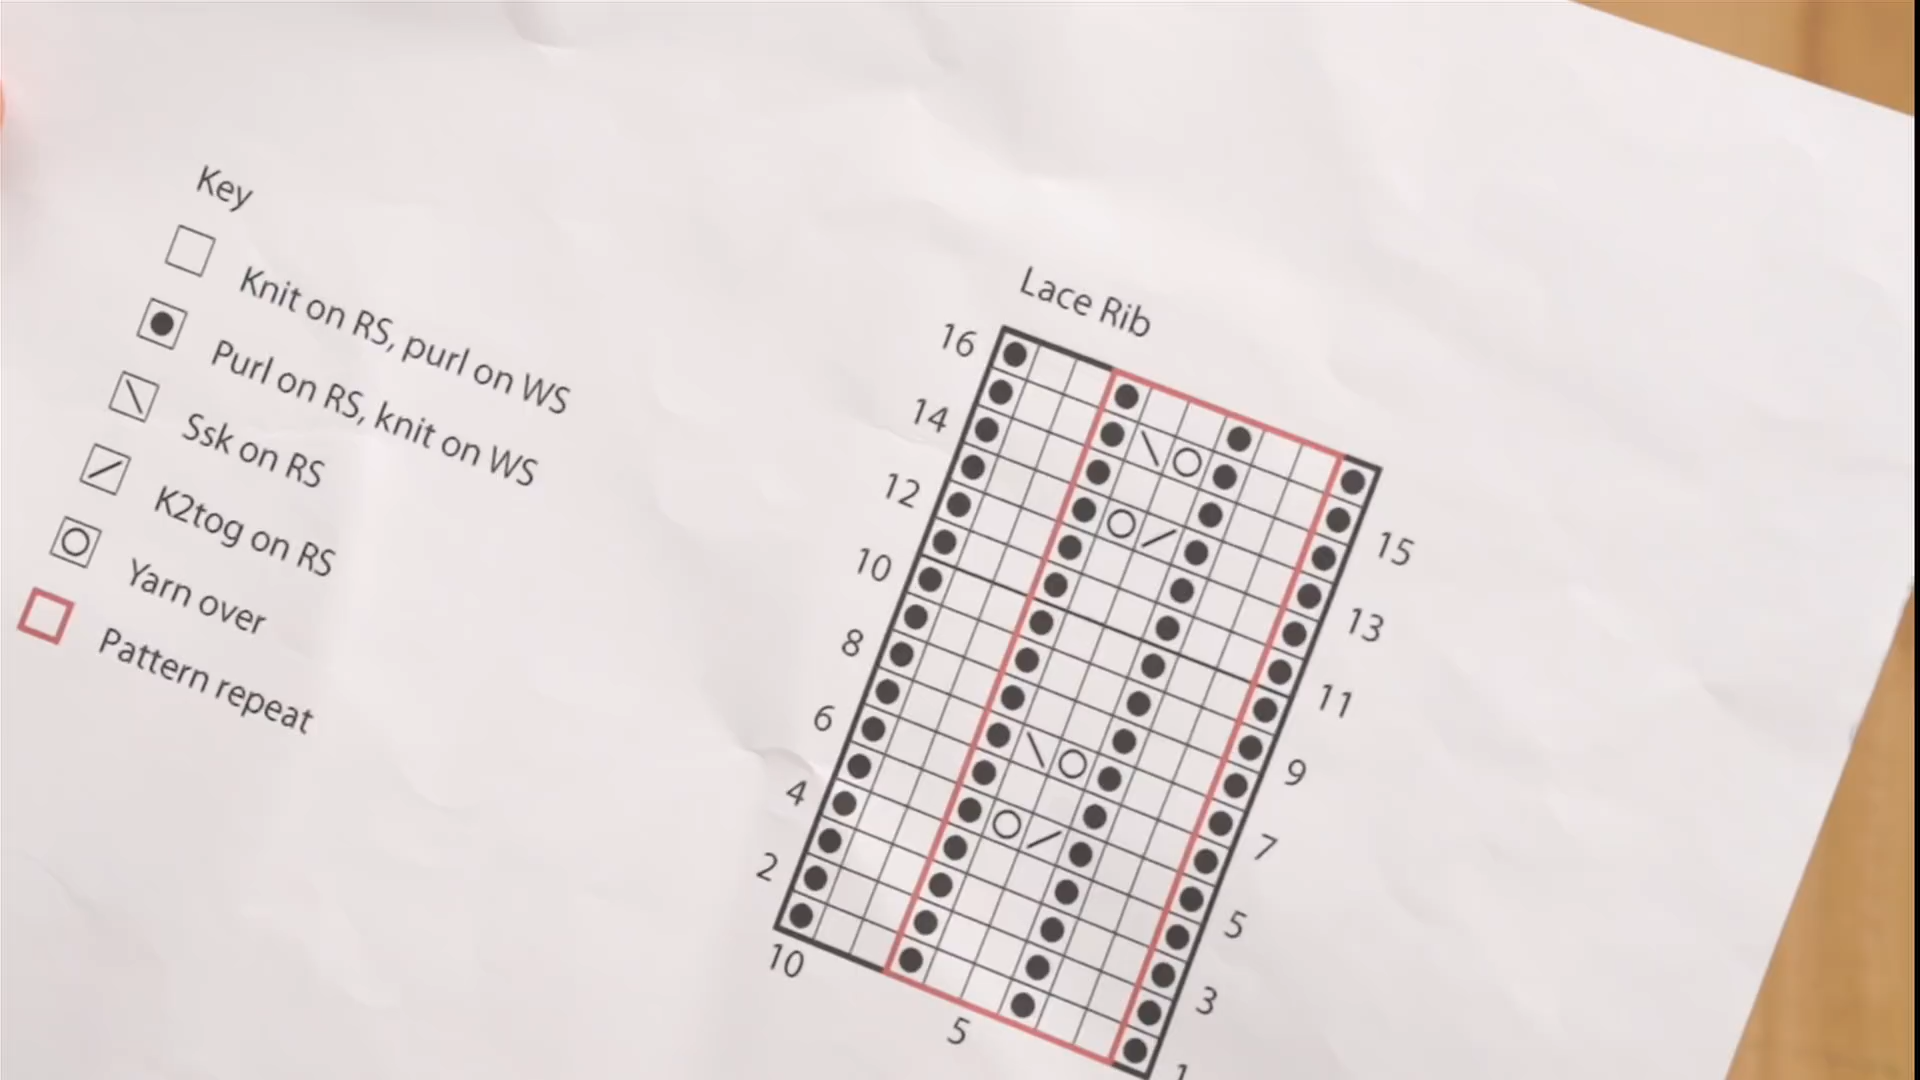 Key
Knit on RS, purl on WS
Purl on RS, knit on WS
Ssk on RS
K2tog on RS
Yarn over
Pattern repeat
Lace Rib
16
14
12
10
8
6
4
2
15
13
11
9
7
5
3
1
10
5